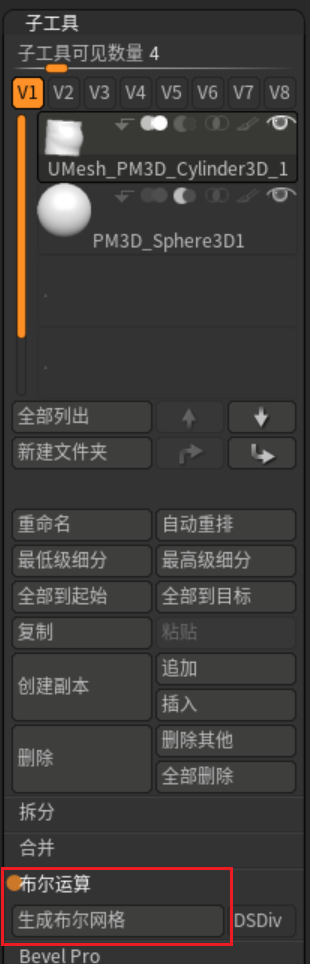 子工具
子工具可见数量 4
V1 V2 V3 V4 V5 V6 V7 V8
UMesh_PM3D_Cylinder3D_1
PM3D_Sphere3D1
全部列出
新建文件夹
重命名 自动重排
最低级细分 最高级细分
全部到起始 全部到目标
复制 粘贴
创建副本 追加
插入
删除 删除其他
全部删除
拆分
合并
布尔运算
生成布尔网格 DSDiv
Bevel Pro